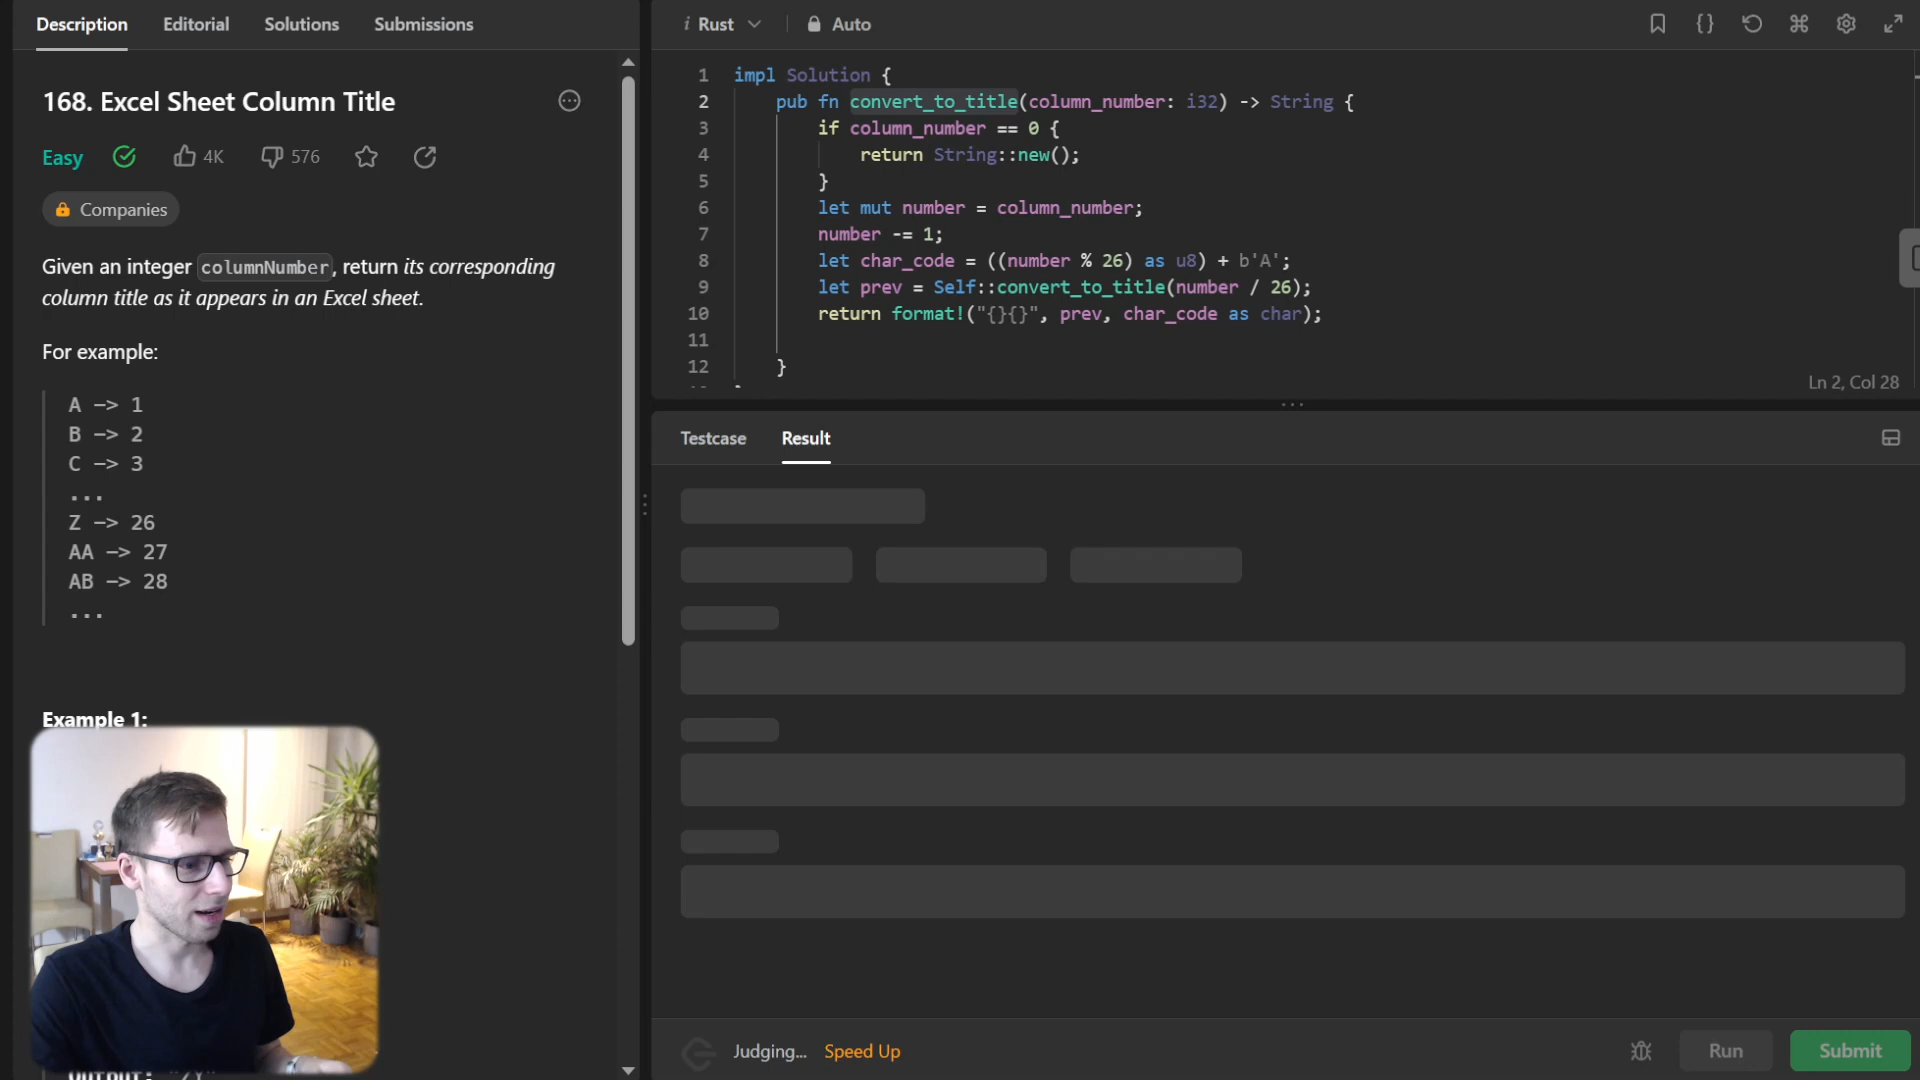 Description Editorial Solutions Submissions
168. Excel Sheet Column Title
Easy 4K 576
Companies
Given an integer columnNumber, return its corresponding
column title as it appears in an Excel sheet.
For example:
A -> 1
B -> 2
C -> 3
...
Z -> 26
AA -> 27
AB -> 28
...
Example 1:
i Rust Auto
1 impl Solution {
2 pub fn convert_to_title(column_number: i32) -> String {
3 if column_number == 0 {
4 return String::new();
5 }
6 let mut number = column_number;
7 number -= 1;
8 let char_code = ((number % 26) as u8) + b'A';
9 let prev = Self::convert_to_title(number / 26);
10 return format!("{}{}", prev, char_code as char);
11
12 }
Ln 2, Col 28
...
Testcase Result
Judging... Speed Up
Run Submit